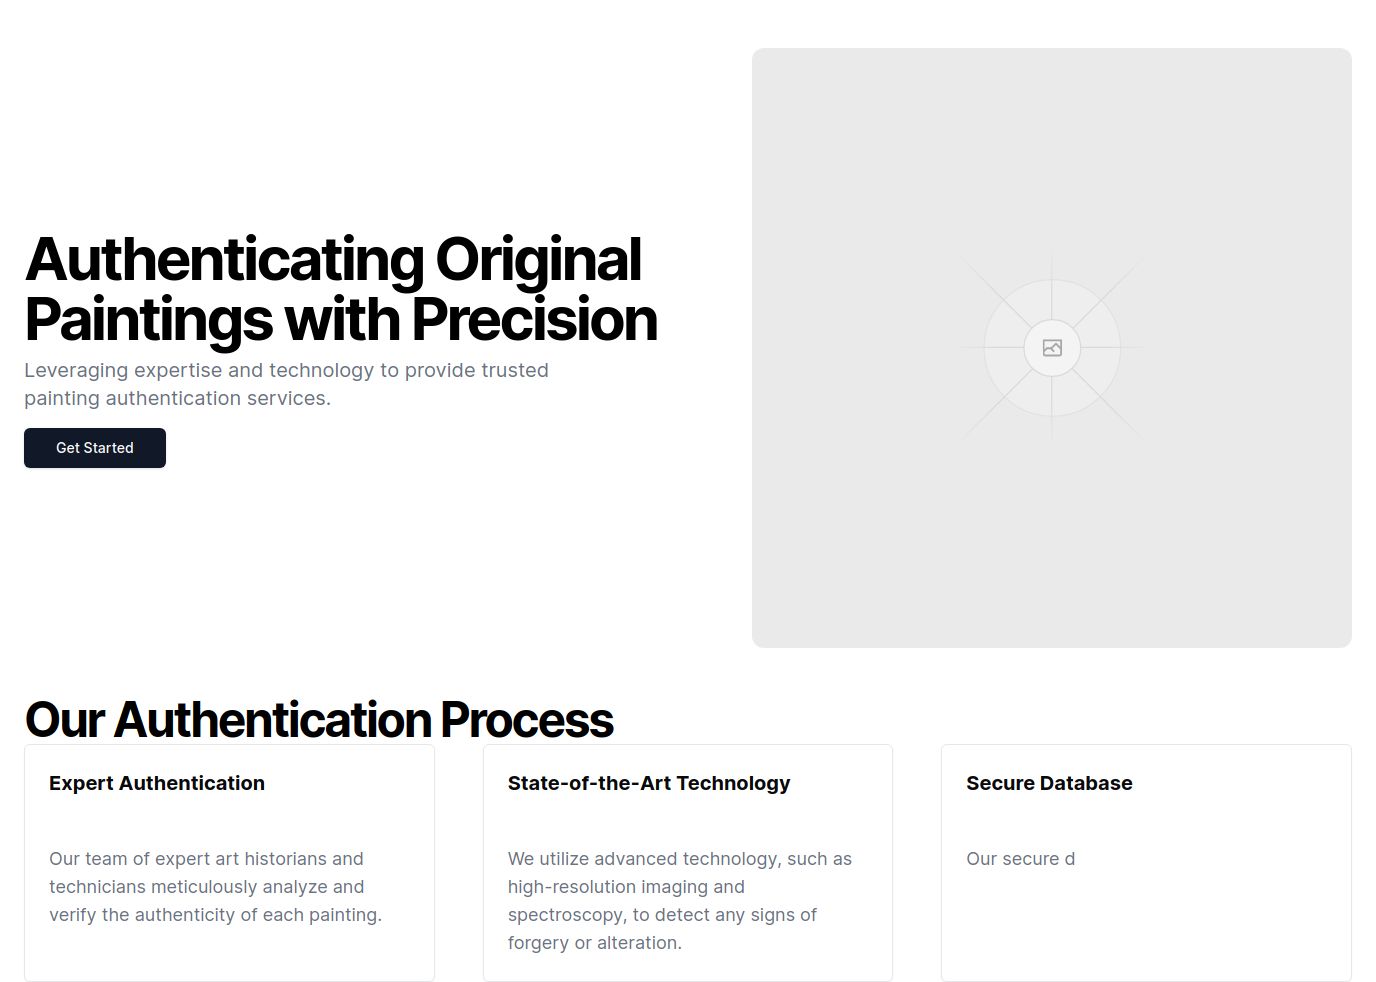 Authenticating Original
Paintings with Precision
Leveraging expertise and technology to provide trusted
painting authentication services.
Get Started
Our Authentication Process
Expert Authentication
Our team of expert art historians and
technicians meticulously analyze and
verify the authenticity of each painting.
State-of-the-Art Technology
We utilize advanced technology, such as
high-resolution imaging and
spectroscopy, to detect any signs of
forgery or alteration.
Secure Database
Our secure d